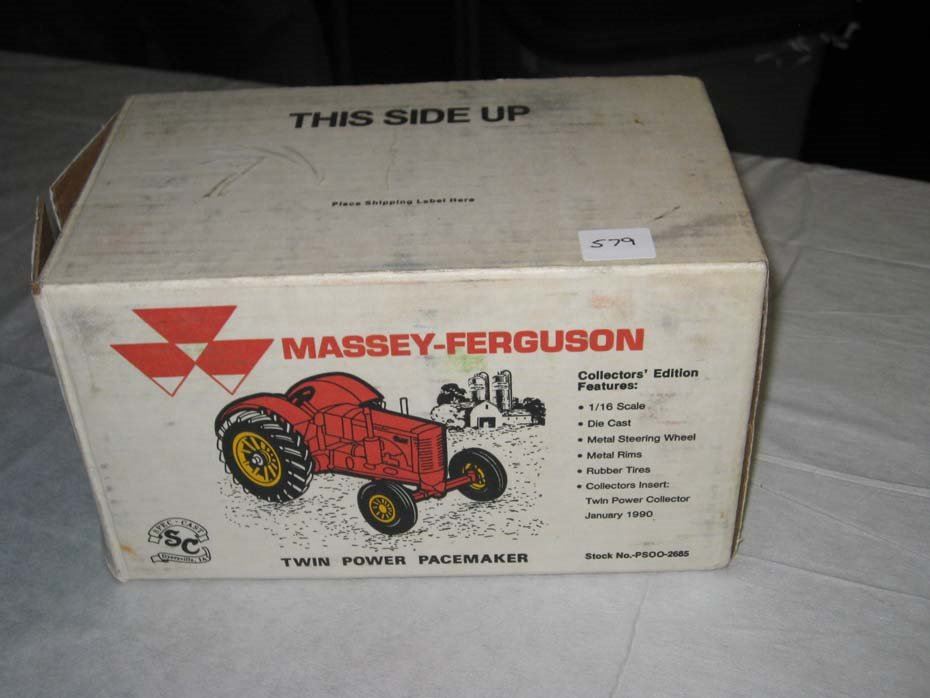 THIS SIDE UP
Place Shipping Label Here
579
MASSEY-FERGUSON
Collectors' Edition
Features:
• 1/16 Scale
• Die Cast
• Metal Steering Wheel
• Metal Rims
• Rubber Tires
• Collectors Insert:
Twin Power Collector
January 1990
SPEC-CAST
SC
Dyersville, IA
TWIN POWER PACEMAKER
Stock No.-PSOO-2685